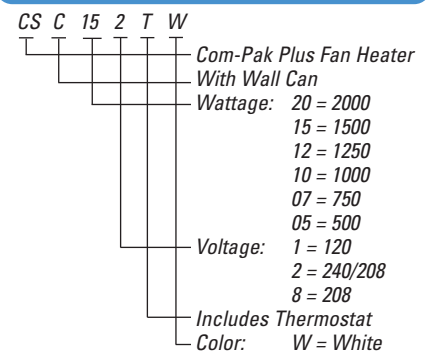 CS C 15 2 T W
Com-Pak Plus Fan Heater
With Wall Can
Wattage: 20 = 2000
15 = 1500
12 = 1250
10 = 1000
07 = 750
05 = 500
Voltage: 1 = 120
2 = 240/208
8 = 208
Includes Thermostat
Color: W = White